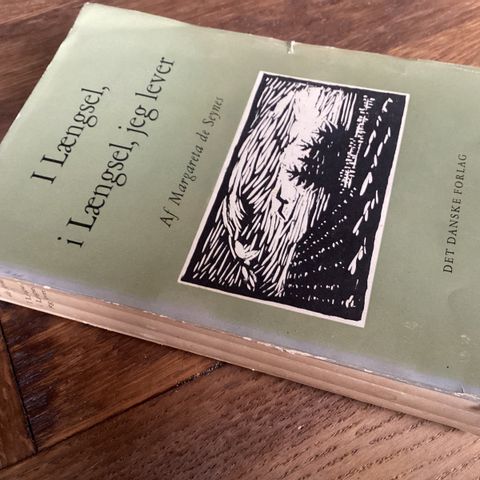 I Længsel,
i Længsel, jeg lever
Af Margareta de Seynes
DET DANSKE FORLAG